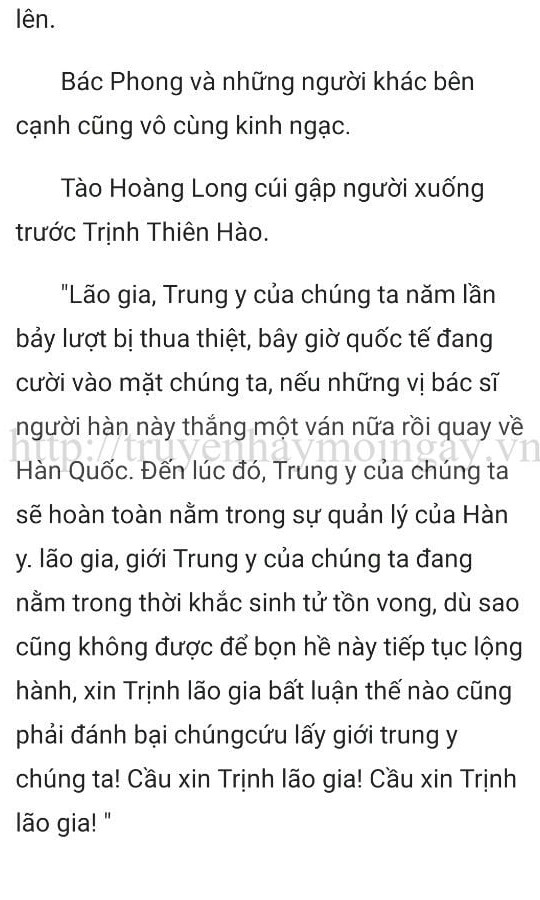 lên.
Bác Phong và những người khác bên
cạnh cũng vô cùng kinh ngạc.
Tào Hoàng Long cúi gập người xuống
trước Trịnh Thiên Hào.
"Lão gia, Trung y của chúng ta năm lần
bảy lượt bị thua thiệt, bây giờ quốc tế đang
cười vào mặt chúng ta, nếu những vị bác sĩ
người hàn này thắng một ván nữa rồi quay về
http://truyenhaymoingay.vn
Hàn Quốc. Đến lúc đó, Trung y của chúng ta
sẽ hoàn toàn nằm trong sự quản lý của Hàn
y. lão gia, giới Trung y của chúng ta đang
nằm trong thời khắc sinh tử tồn vong, dù sao
cũng không được để bọn hề này tiếp tục lộng
hành, xin Trịnh lão gia bất luận thế nào cũng
phải đánh bại chúngcứu lấy giới trung y
chúng ta! Cầu xin Trịnh lão gia! Cầu xin Trịnh
lão gia! "